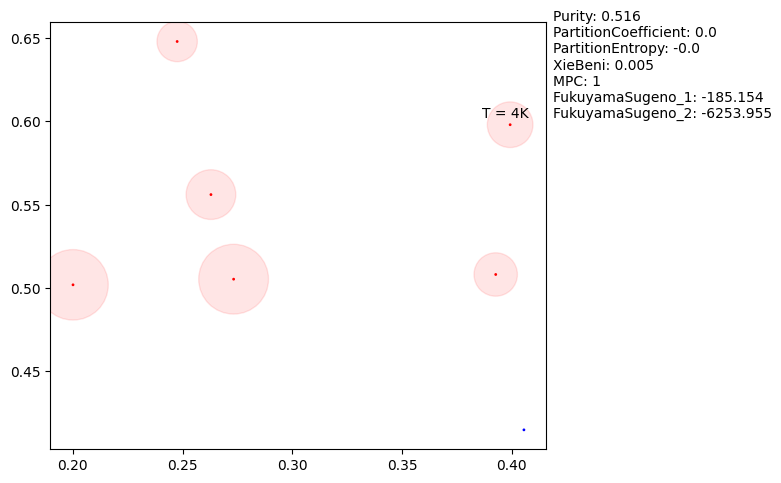 Purity: 0.516
PartitionCoefficient: 0.0
PartitionEntropy: -0.0
XieBeni: 0.005
MPC: 1
FukuyamaSugeno_1: -185.154
FukuyamaSugeno_2: -6253.955
T = 4K
0.65
0.60
0.55
0.50
0.45
0.20 0.25 0.30 0.35 0.40